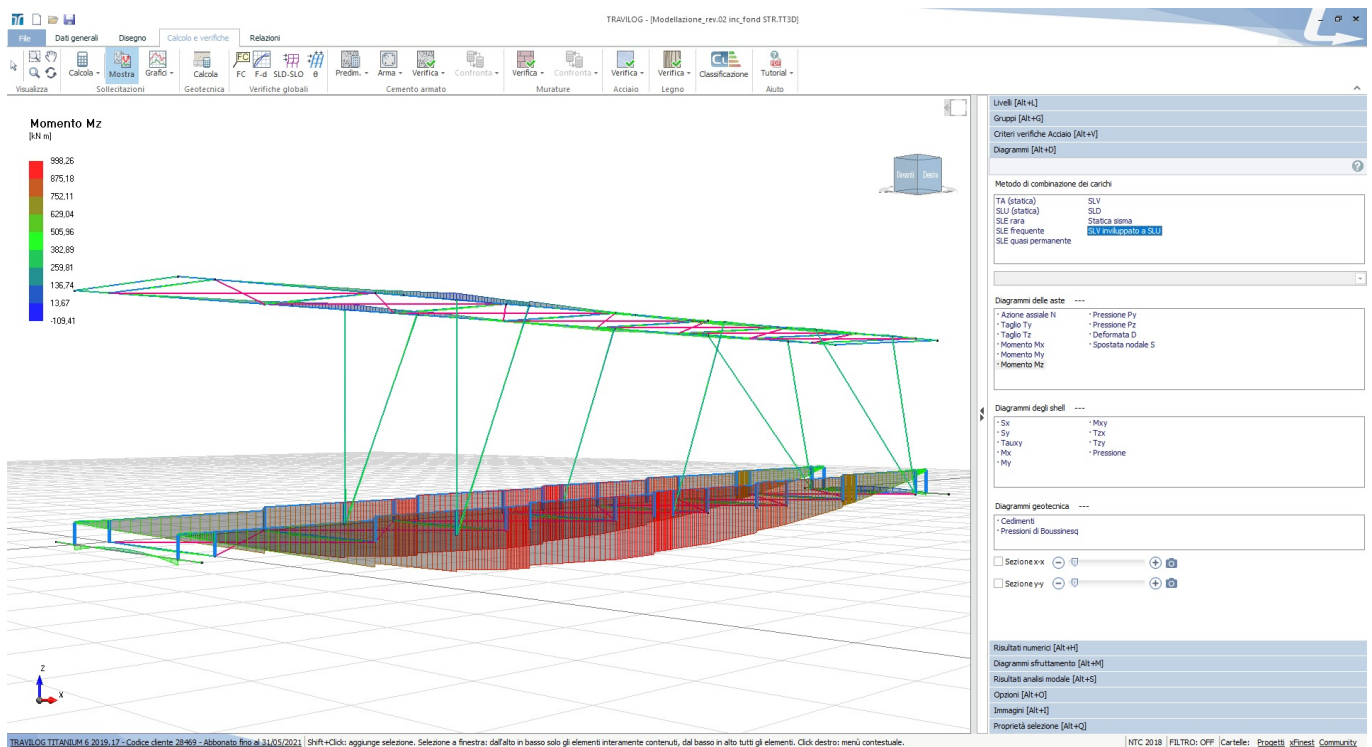 TRAVILOG - [Modellazione_rev.02 inc_fond STR.TT3D]
File Dati generali Disegno Calcolo e verifiche Relazioni
Calcola Mostra Grafici Calcola FC F-d SLD-SLO θ Predim. Arma Verifica Confronta Verifica Confronta Verifica Verifica Classificazione Tutorial
Visualizza Sollecitazioni Geotecnica Verifiche globali Cemento armato Murature Acciaio Legno Aiuto
Momento Mz
[kN m]
998,26
875,18
752,11
629,04
505,96
382,89
259,81
136,74
13,67
-109,41
Davanti Destra
Z
X
Livelli [Alt+L]
Gruppi [Alt+G]
Criteri verifiche Acciaio [Alt+V]
Diagrammi [Alt+D]
Metodo di combinazione dei carichi
TA (statica) SLV
SLU (statica) SLD
SLE rara Statica sisma
SLE frequente SLV inviluppato a SLU
SLE quasi permanente
Diagrammi delle aste ---
* Azione assiale N * Pressione Py
* Taglio Ty * Pressione Pz
* Taglio Tz * Deformata D
* Momento Mx * Spostata nodale S
* Momento My
* Momento Mz
Diagrammi degli shell ---
* Sx * Mxy
* Sy * Tzx
* Tauxy * Tzy
* Mx * Pressione
* My
Diagrammi geotecnica ---
* Cedimenti
* Pressioni di Boussinesq
Sezione x-x
Sezione y-y
Risultati numerici [Alt+H]
Diagrammi sfruttamento [Alt+M]
Risultati analisi modale [Alt+S]
Opzioni [Alt+O]
Immagini [Alt+I]
Proprietà selezione [Alt+Q]
TRAVILOG TITANIUM 6 2019.17 - Codice cliente 28469 - Abbonato fino al 31/05/2021 Shift+Click: aggiunge selezione. Selezione a finestra: dall'alto in basso solo gli elementi interamente contenuti, dal basso in alto tutti gli elementi. Click destro: menù contestuale. NTC 2018 FILTRO: OFF Cartelle: Progetti xFinest Community